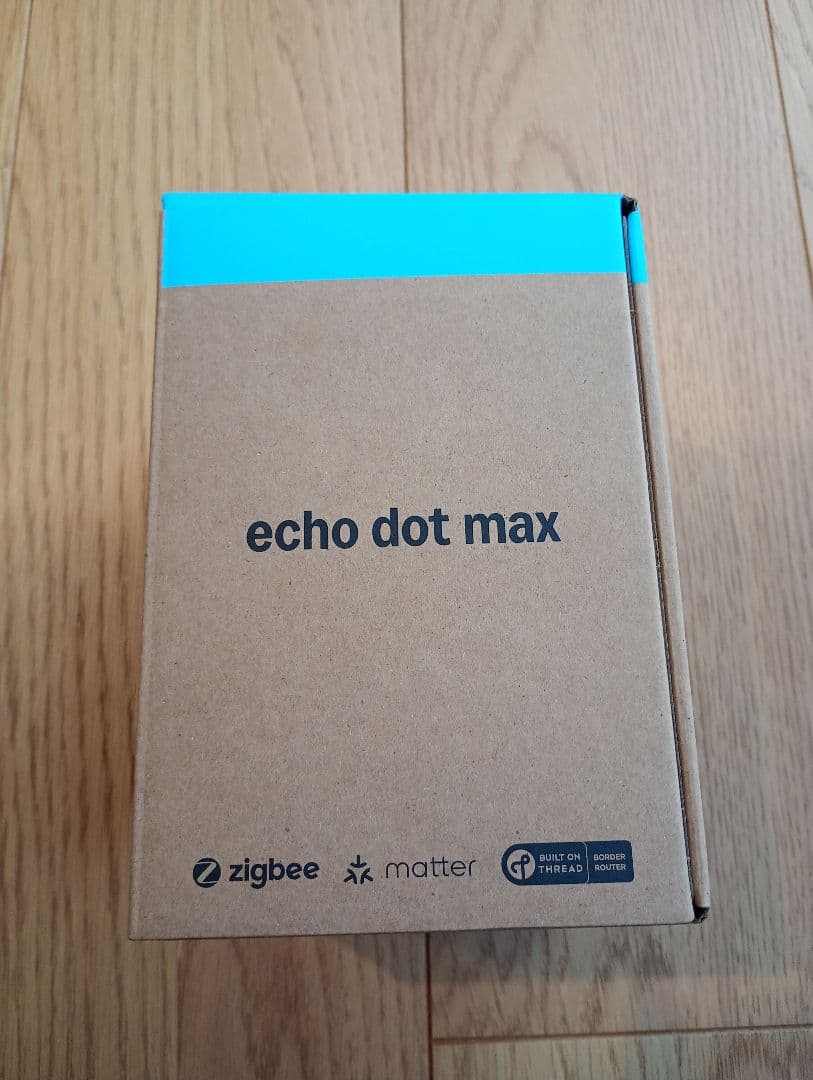 echo dot max
zigbee matter BUILT ON THREAD BORDER ROUTER